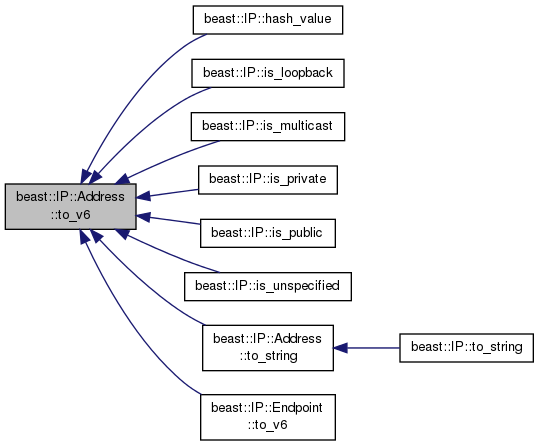 beast::IP::hash_value
beast::IP::is_loopback
beast::IP::is_multicast
beast::IP::is_private
beast::IP::Address
::to_v6
beast::IP::is_public
beast::IP::is_unspecified
beast::IP::Address
::to_string
beast::IP::to_string
beast::IP::Endpoint
::to_v6